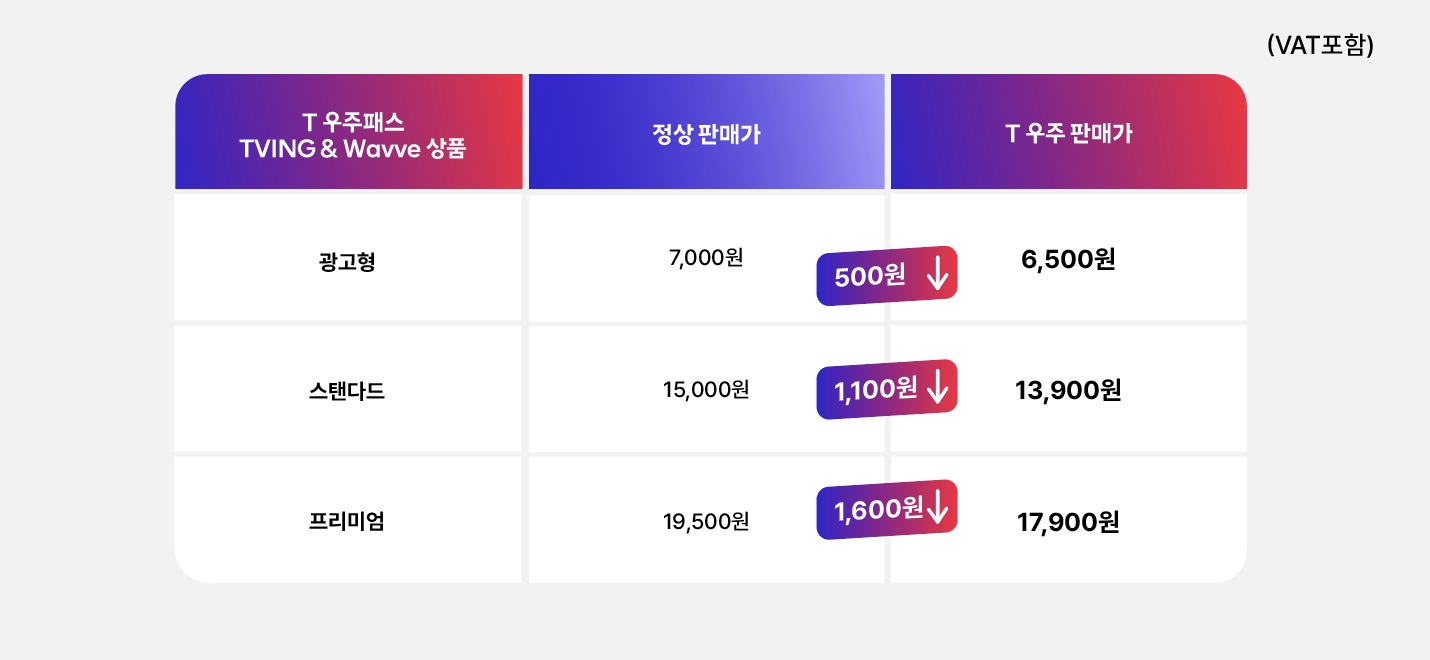 (VAT포함)
T 우주패스
TVING & Wavve 상품
정상 판매가
T 우주 판매가
광고형
7,000원
500원 ↓
6,500원
스탠다드
15,000원
1,100원 ↓
13,900원
프리미엄
19,500원
1,600원 ↓
17,900원